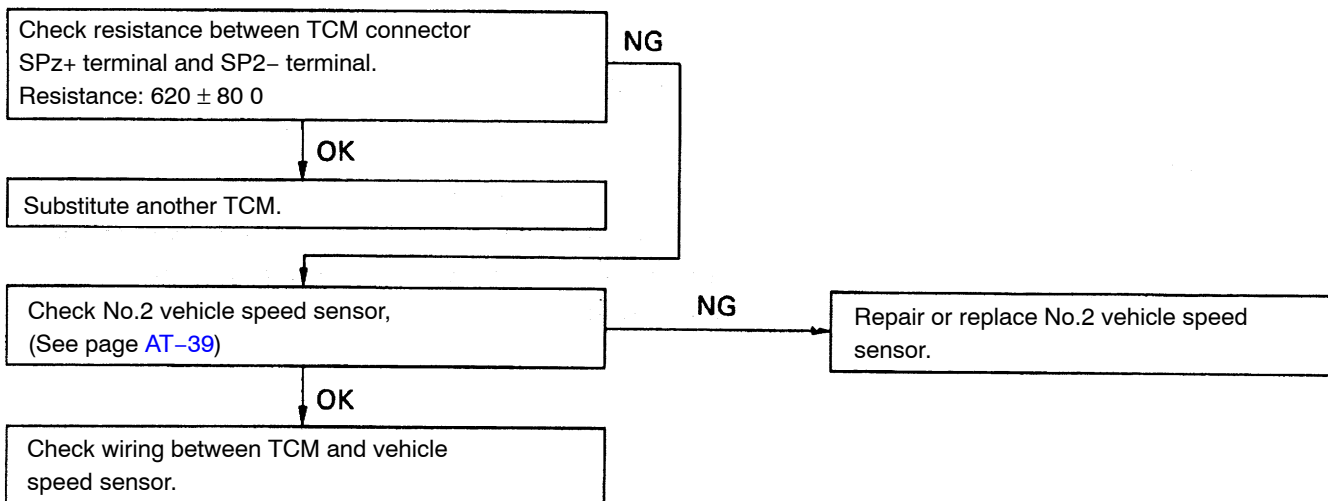 Check resistance between TCM connector
SPz+ terminal and SP2− terminal.
Resistance: 620 ± 80 0
NG
OK
Substitute another TCM.
Check No.2 vehicle speed sensor,
(See page AT−39)
NG
Repair or replace No.2 vehicle speed
sensor.
OK
Check wiring between TCM and vehicle
speed sensor.